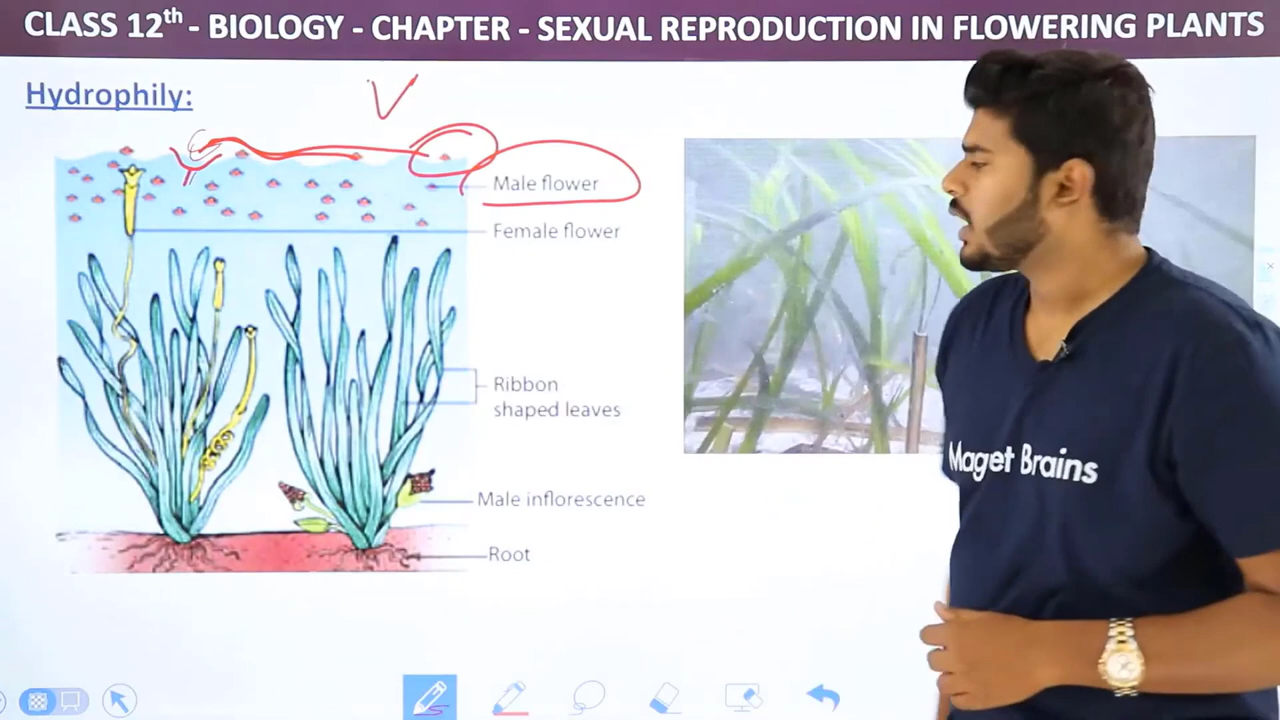 CLASS 12th - BIOLOGY - CHAPTER - SEXUAL REPRODUCTION IN FLOWERING PLANTS
Hydrophily:
V
Male flower
Female flower
Ribbon
shaped leaves
Male inflorescence
Root
Maget Brains